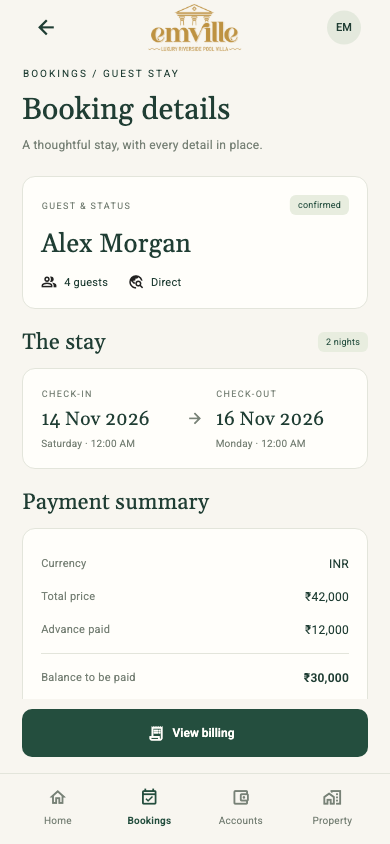 emville
LUXURY RIVERSIDE POOL VILLA
EM
BOOKINGS / GUEST STAY
Booking details
A thoughtful stay, with every detail in place.
GUEST & STATUS
confirmed
Alex Morgan
4 guests
Direct
The stay
2 nights
CHECK-IN
CHECK-OUT
14 Nov 2026
16 Nov 2026
Saturday · 12:00 AM
Monday · 12:00 AM
Payment summary
Currency
INR
Total price
₹42,000
Advance paid
₹12,000
Balance to be paid
₹30,000
View billing
Home
Bookings
Accounts
Property